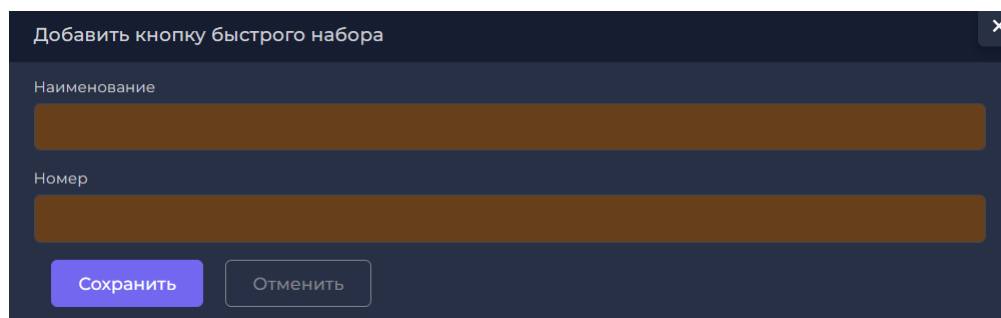 Добавить кнопку быстрого набора
Наименование
Номер
Сохранить Отменить